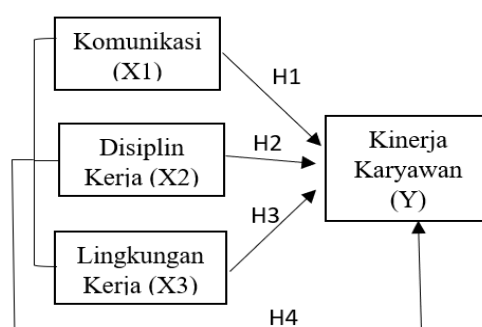 Komunikasi
(X1)
H1
Disiplin
Kerja (X2)
H2
Kinerja
Karyawan
(Y)
H3
Lingkungan
Kerja (X3)
H4